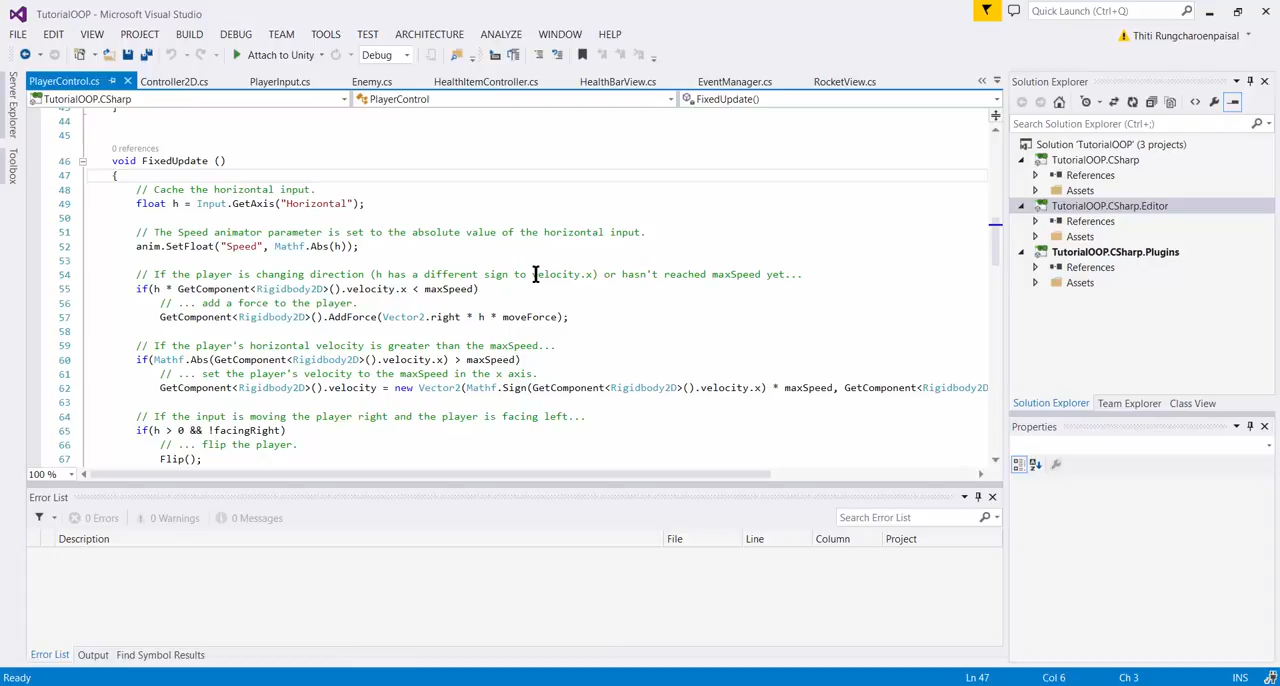 TutorialOOP - Microsoft Visual Studio
Quick Launch (Ctrl+Q)
FILE EDIT VIEW PROJECT BUILD DEBUG TEAM TOOLS TEST ARCHITECTURE ANALYZE WINDOW HELP
Thiti Rungcharoenpaisal
Attach to Unity Debug
Server Explorer
Toolbox
PlayerControl.cs Controller2D.cs PlayerInput.cs Enemy.cs HealthItemController.cs HealthBarView.cs EventManager.cs RocketView.cs
TutorialOOP.CSharp PlayerControl FixedUpdate()
44
45
0 references
46 void FixedUpdate ()
47 {
48 // Cache the horizontal input.
49 float h = Input.GetAxis("Horizontal");
50
51 // The Speed animator parameter is set to the absolute value of the horizontal input.
52 anim.SetFloat("Speed", Mathf.Abs(h));
53
54 // If the player is changing direction (h has a different sign to velocity.x) or hasn't reached maxSpeed yet...
55 if(h * GetComponent<Rigidbody2D>().velocity.x < maxSpeed)
56 // ... add a force to the player.
57 GetComponent<Rigidbody2D>().AddForce(Vector2.right * h * moveForce);
58
59 // If the player's horizontal velocity is greater than the maxSpeed...
60 if(Mathf.Abs(GetComponent<Rigidbody2D>().velocity.x) > maxSpeed)
61 // ... set the player's velocity to the maxSpeed in the x axis.
62 GetComponent<Rigidbody2D>().velocity = new Vector2(Mathf.Sign(GetComponent<Rigidbody2D>().velocity.x) * maxSpeed, GetComponent<Rigidbody2D
63
64 // If the input is moving the player right and the player is facing left...
65 if(h > 0 && !facingRight)
66 // ... flip the player.
67 Flip();
100 %
Solution Explorer
Search Solution Explorer (Ctrl+;)
Solution 'TutorialOOP' (3 projects)
TutorialOOP.CSharp
References
Assets
TutorialOOP.CSharp.Editor
References
Assets
TutorialOOP.CSharp.Plugins
References
Assets
Solution Explorer Team Explorer Class View
Properties
Error List
0 Errors 0 Warnings 0 Messages Search Error List
Description File Line Column Project
Error List Output Find Symbol Results
Ready Ln 47 Col 6 Ch 3 INS